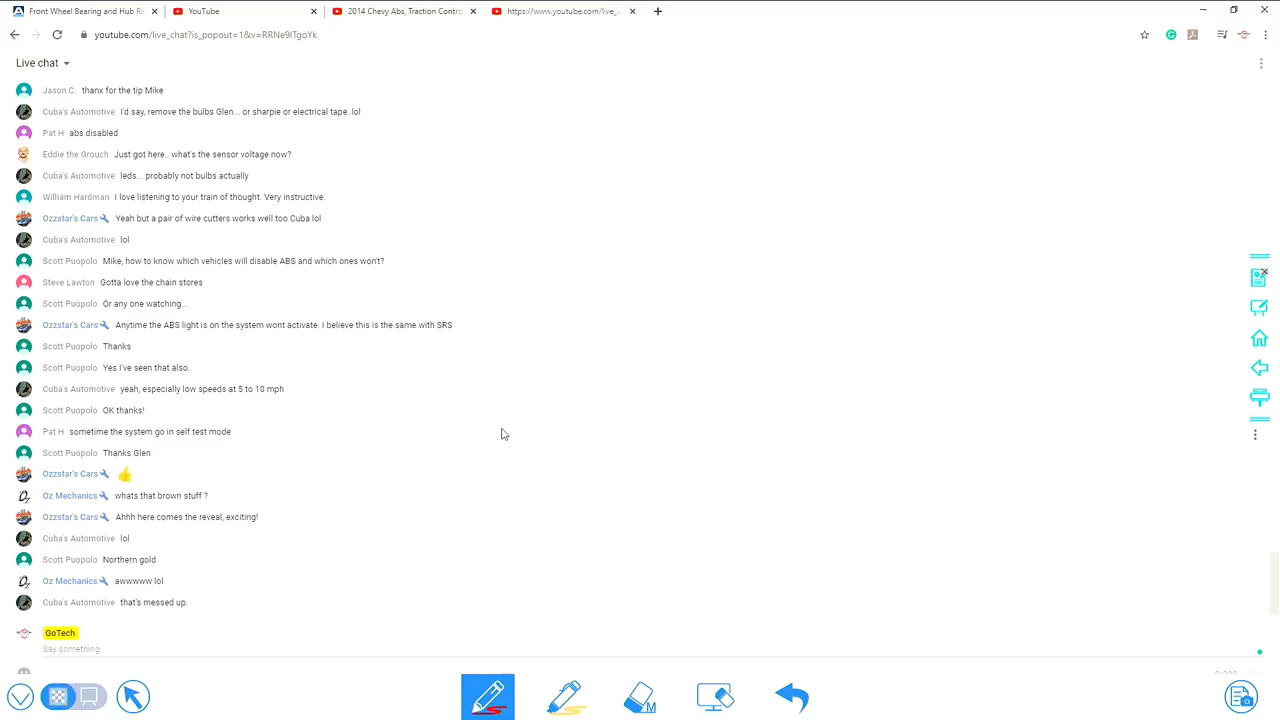 Front Wheel Bearing and Hub Re
YouTube
2014 Chevy Abs, Traction Contro
https://www.youtube.com/live_
youtube.com/live_chat?is_popout=1&v=RRNe9ITgoYk
Live chat
Jason C. thanx for the tip Mike
Cuba's Automotive I'd say, remove the bulbs Glen... or sharpie or electrical tape. lol
Pat H abs disabled
Eddie the Grouch Just got here.. what's the sensor voltage now?
Cuba's Automotive leds... probably not bulbs actually
William Hardman I love listening to your train of thought. Very instructive.
Ozzstar's Cars Yeah but a pair of wire cutters works well too Cuba lol
Cuba's Automotive lol
Scott Puopolo Mike, how to know which vehicles will disable ABS and which ones won't?
Steve Lawton Gotta love the chain stores
Scott Puopolo Or any one watching...
Ozzstar's Cars Anytime the ABS light is on the system wont activate. I believe this is the same with SRS
Scott Puopolo Thanks
Scott Puopolo Yes I've seen that also.
Cuba's Automotive yeah, especially low speeds at 5 to 10 mph
Scott Puopolo OK thanks!
Pat H sometime the system go in self test mode
Scott Puopolo Thanks Glen
Ozzstar's Cars
Oz Mechanics whats that brown stuff ?
Ozzstar's Cars Ahhh here comes the reveal, exciting!
Cuba's Automotive lol
Scott Puopolo Northern gold
Oz Mechanics awwwww lol
Cuba's Automotive that's messed up.
GoTech
Say something...